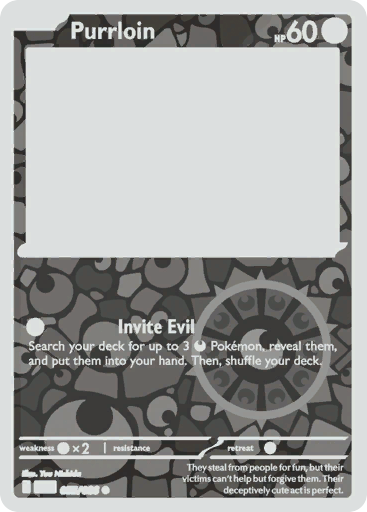 Purrloin HP 60
Invite Evil
Search your deck for up to 3 Pokémon, reveal them,
and put them into your hand. Then, shuffle your deck.
weakness ×2 resistance retreat
They steal from people for fun, but their
victims can't help but forgive them. Their
deceptively cute act is perfect.